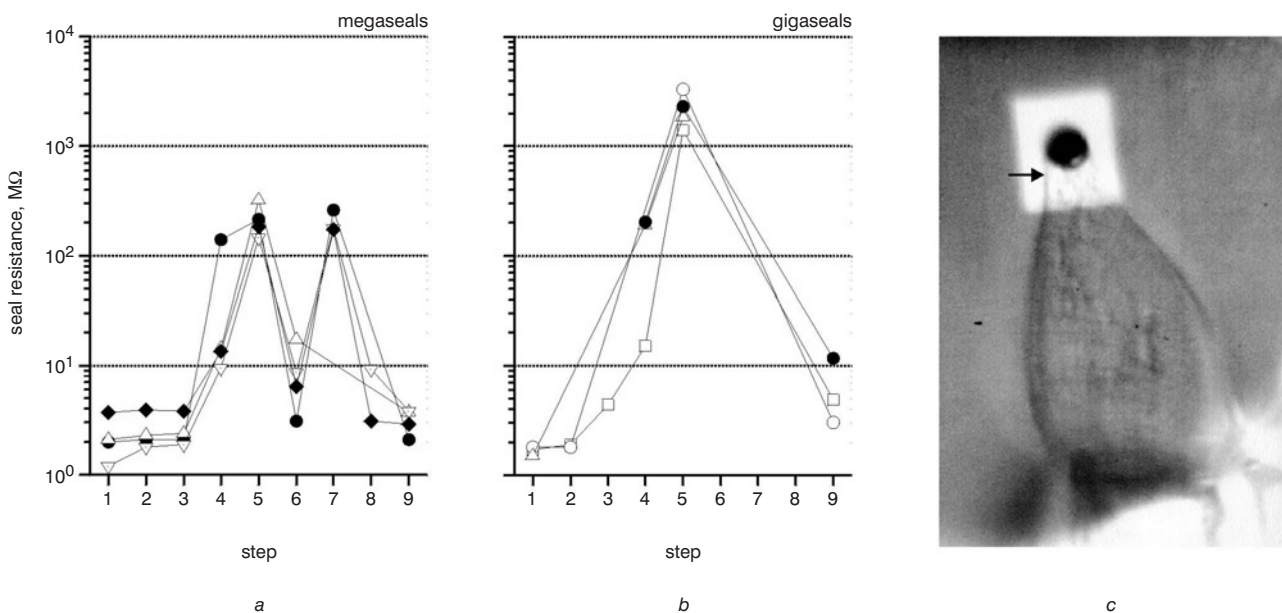 megaseals
gigaseals
seal resistance, MΩ
10⁴
10³
10²
10¹
10⁰
1 2 3 4 5 6 7 8 9
1 2 3 4 5 6 7 8 9
step
step
a
b
c